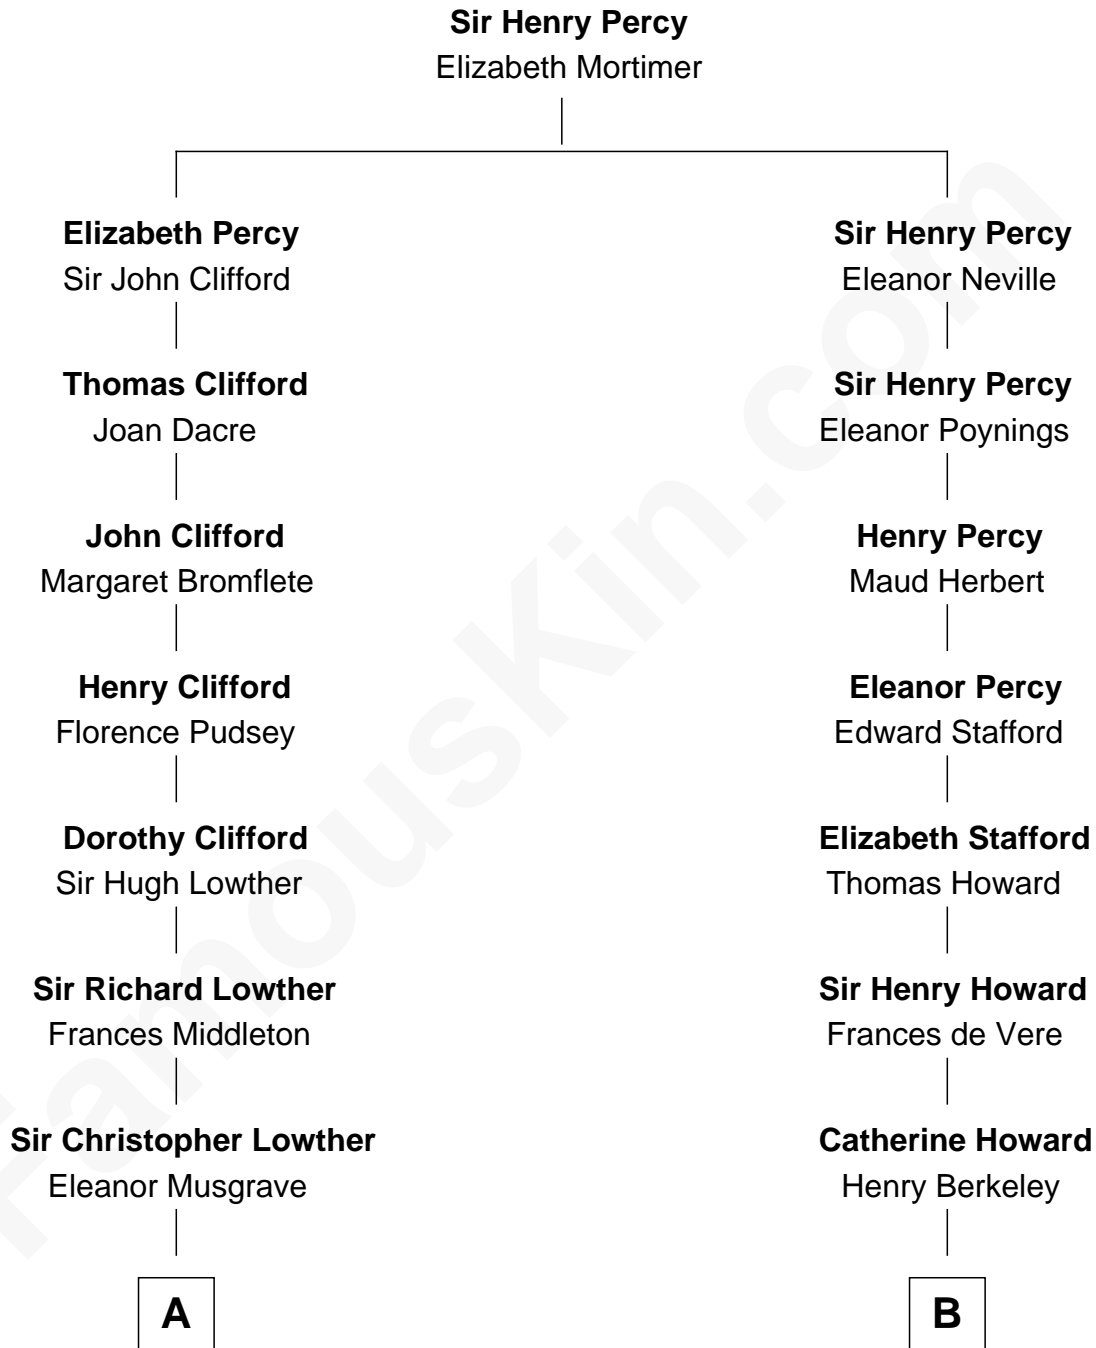 Sir Henry Percy
Elizabeth Mortimer
Elizabeth Percy
Sir John Clifford
Sir Henry Percy
Eleanor Neville
Thomas Clifford
Joan Dacre
Sir Henry Percy
Eleanor Poynings
John Clifford
Margaret Bromflete
Henry Percy
Maud Herbert
Henry Clifford
Florence Pudsey
Eleanor Percy
Edward Stafford
Dorothy Clifford
Sir Hugh Lowther
Elizabeth Stafford
Thomas Howard
Sir Richard Lowther
Frances Middleton
Sir Henry Howard
Frances de Vere
Sir Christopher Lowther
Eleanor Musgrave
Catherine Howard
Henry Berkeley
A
B
FamousKin.com